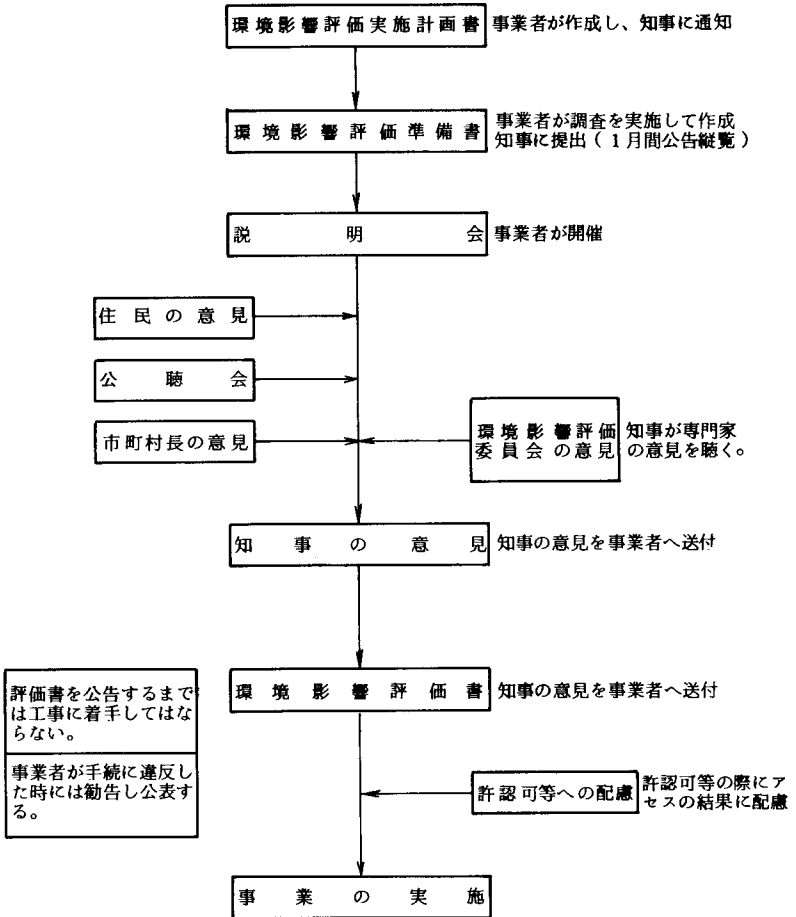 環境影響評価実施計画書 事業者が作成し、知事に通知
環境影響評価準備書 事業者が調査を実施して作成
知事に提出（1月間公告縦覧）
説明会 事業者が開催
住民の意見
公聴会
市町村長の意見
環境影響評価 知事が専門家
委員会の意見 の意見を聴く。
知事の意見 知事の意見を事業者へ送付
環境影響評価書 知事の意見を事業者へ送付
評価書を公告するまで
は工事に着手してはな
らない。
事業者が手続に違反し
た時には勧告し公表す
る。
許認可等への配慮 許認可等の際にア
セスの結果に配慮
事業の実施